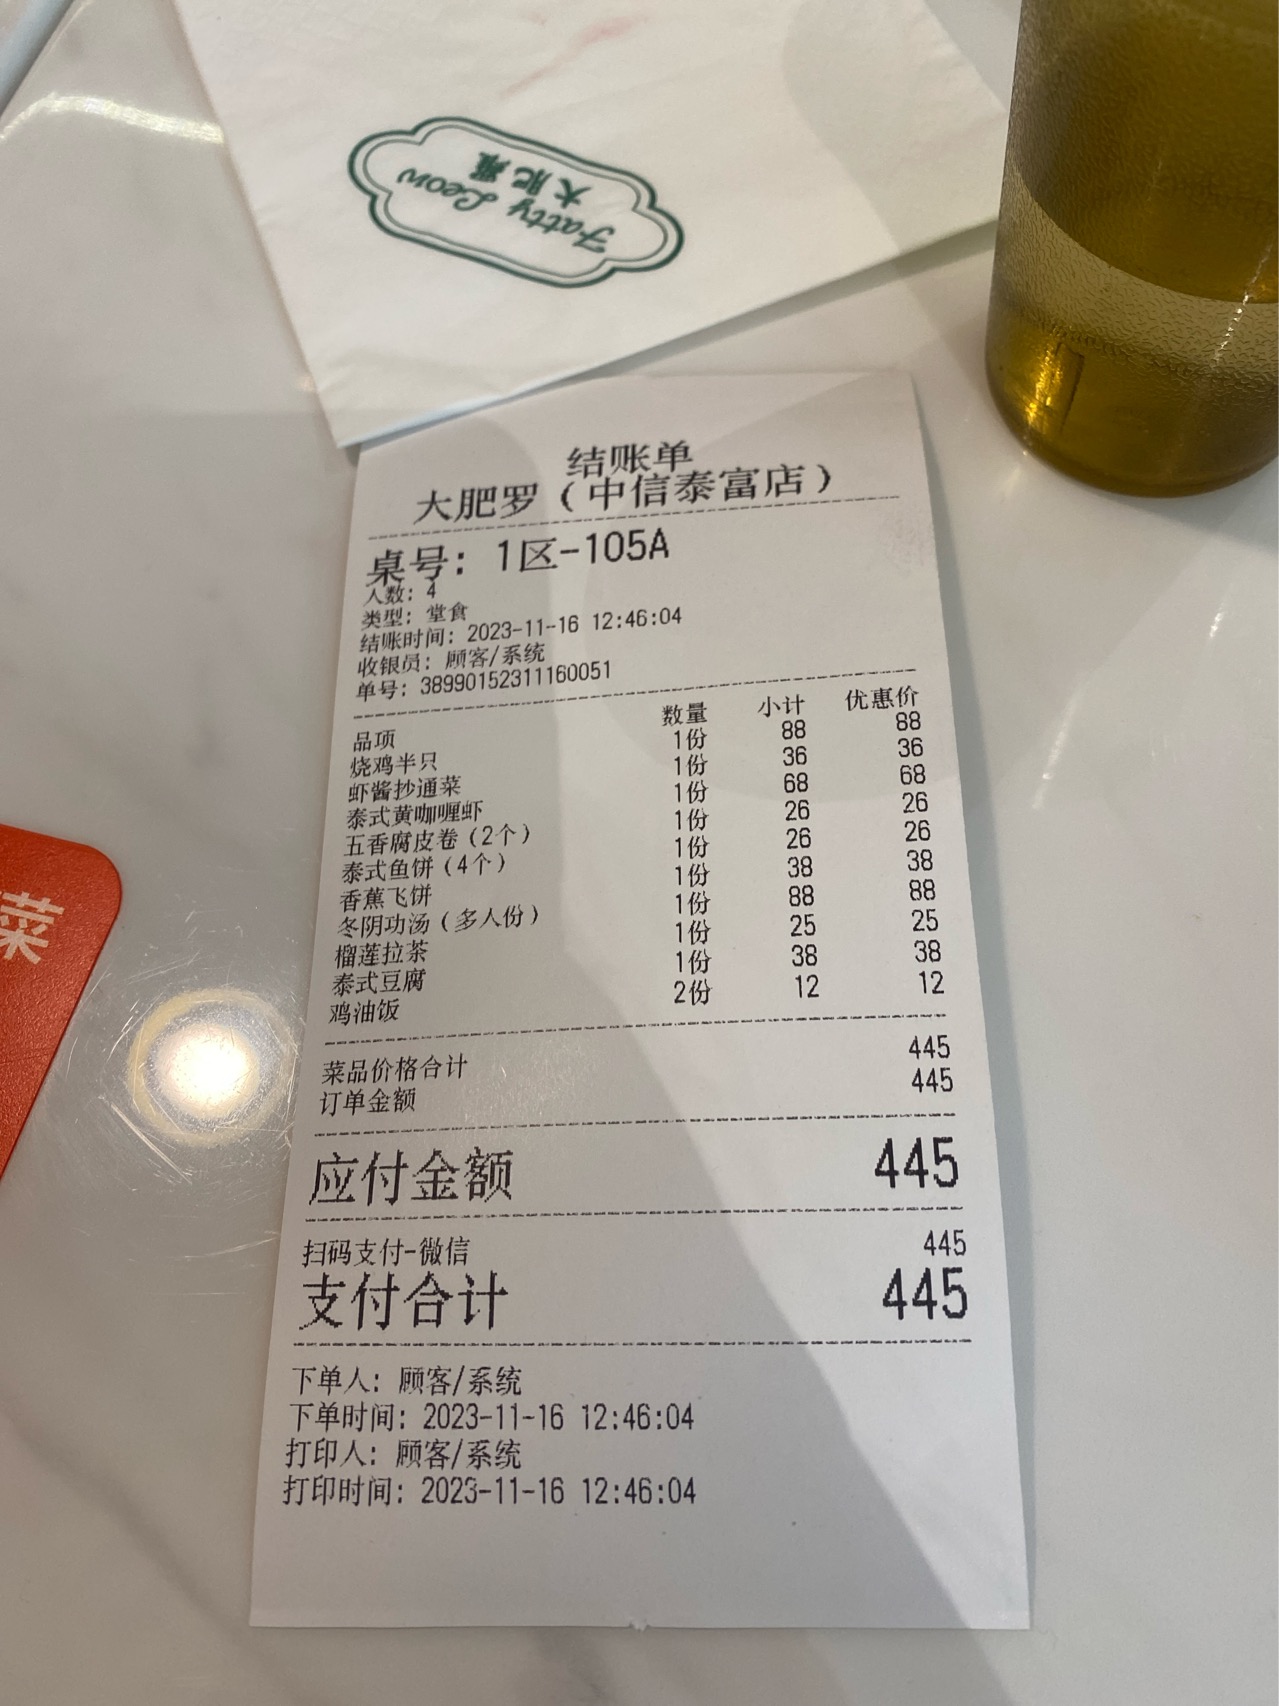 Fatty Leow
大肥羅
结账单
大肥罗（中信泰富店）
桌号: 1区-105A
人数: 4
类型: 堂食
结账时间: 2023-11-16 12:46:04
收银员: 顾客/系统
单号: 38990152311160051
品项 数量 小计 优惠价
烧鸡半只 1份 88 88
虾酱抄通菜 1份 36 36
泰式黄咖喱虾 1份 68 68
五香腐皮卷（2个） 1份 26 26
泰式鱼饼（4个） 1份 26 26
香蕉飞饼 1份 38 38
冬阴功汤（多人份） 1份 88 88
榴莲拉茶 1份 25 25
泰式豆腐 1份 38 38
鸡油饭 2份 12 12
菜品价格合计 445
订单金额 445
应付金额 445
扫码支付-微信 445
支付合计 445
下单人: 顾客/系统
下单时间: 2023-11-16 12:46:04
打印人: 顾客/系统
打印时间: 2023-11-16 12:46:04
菜